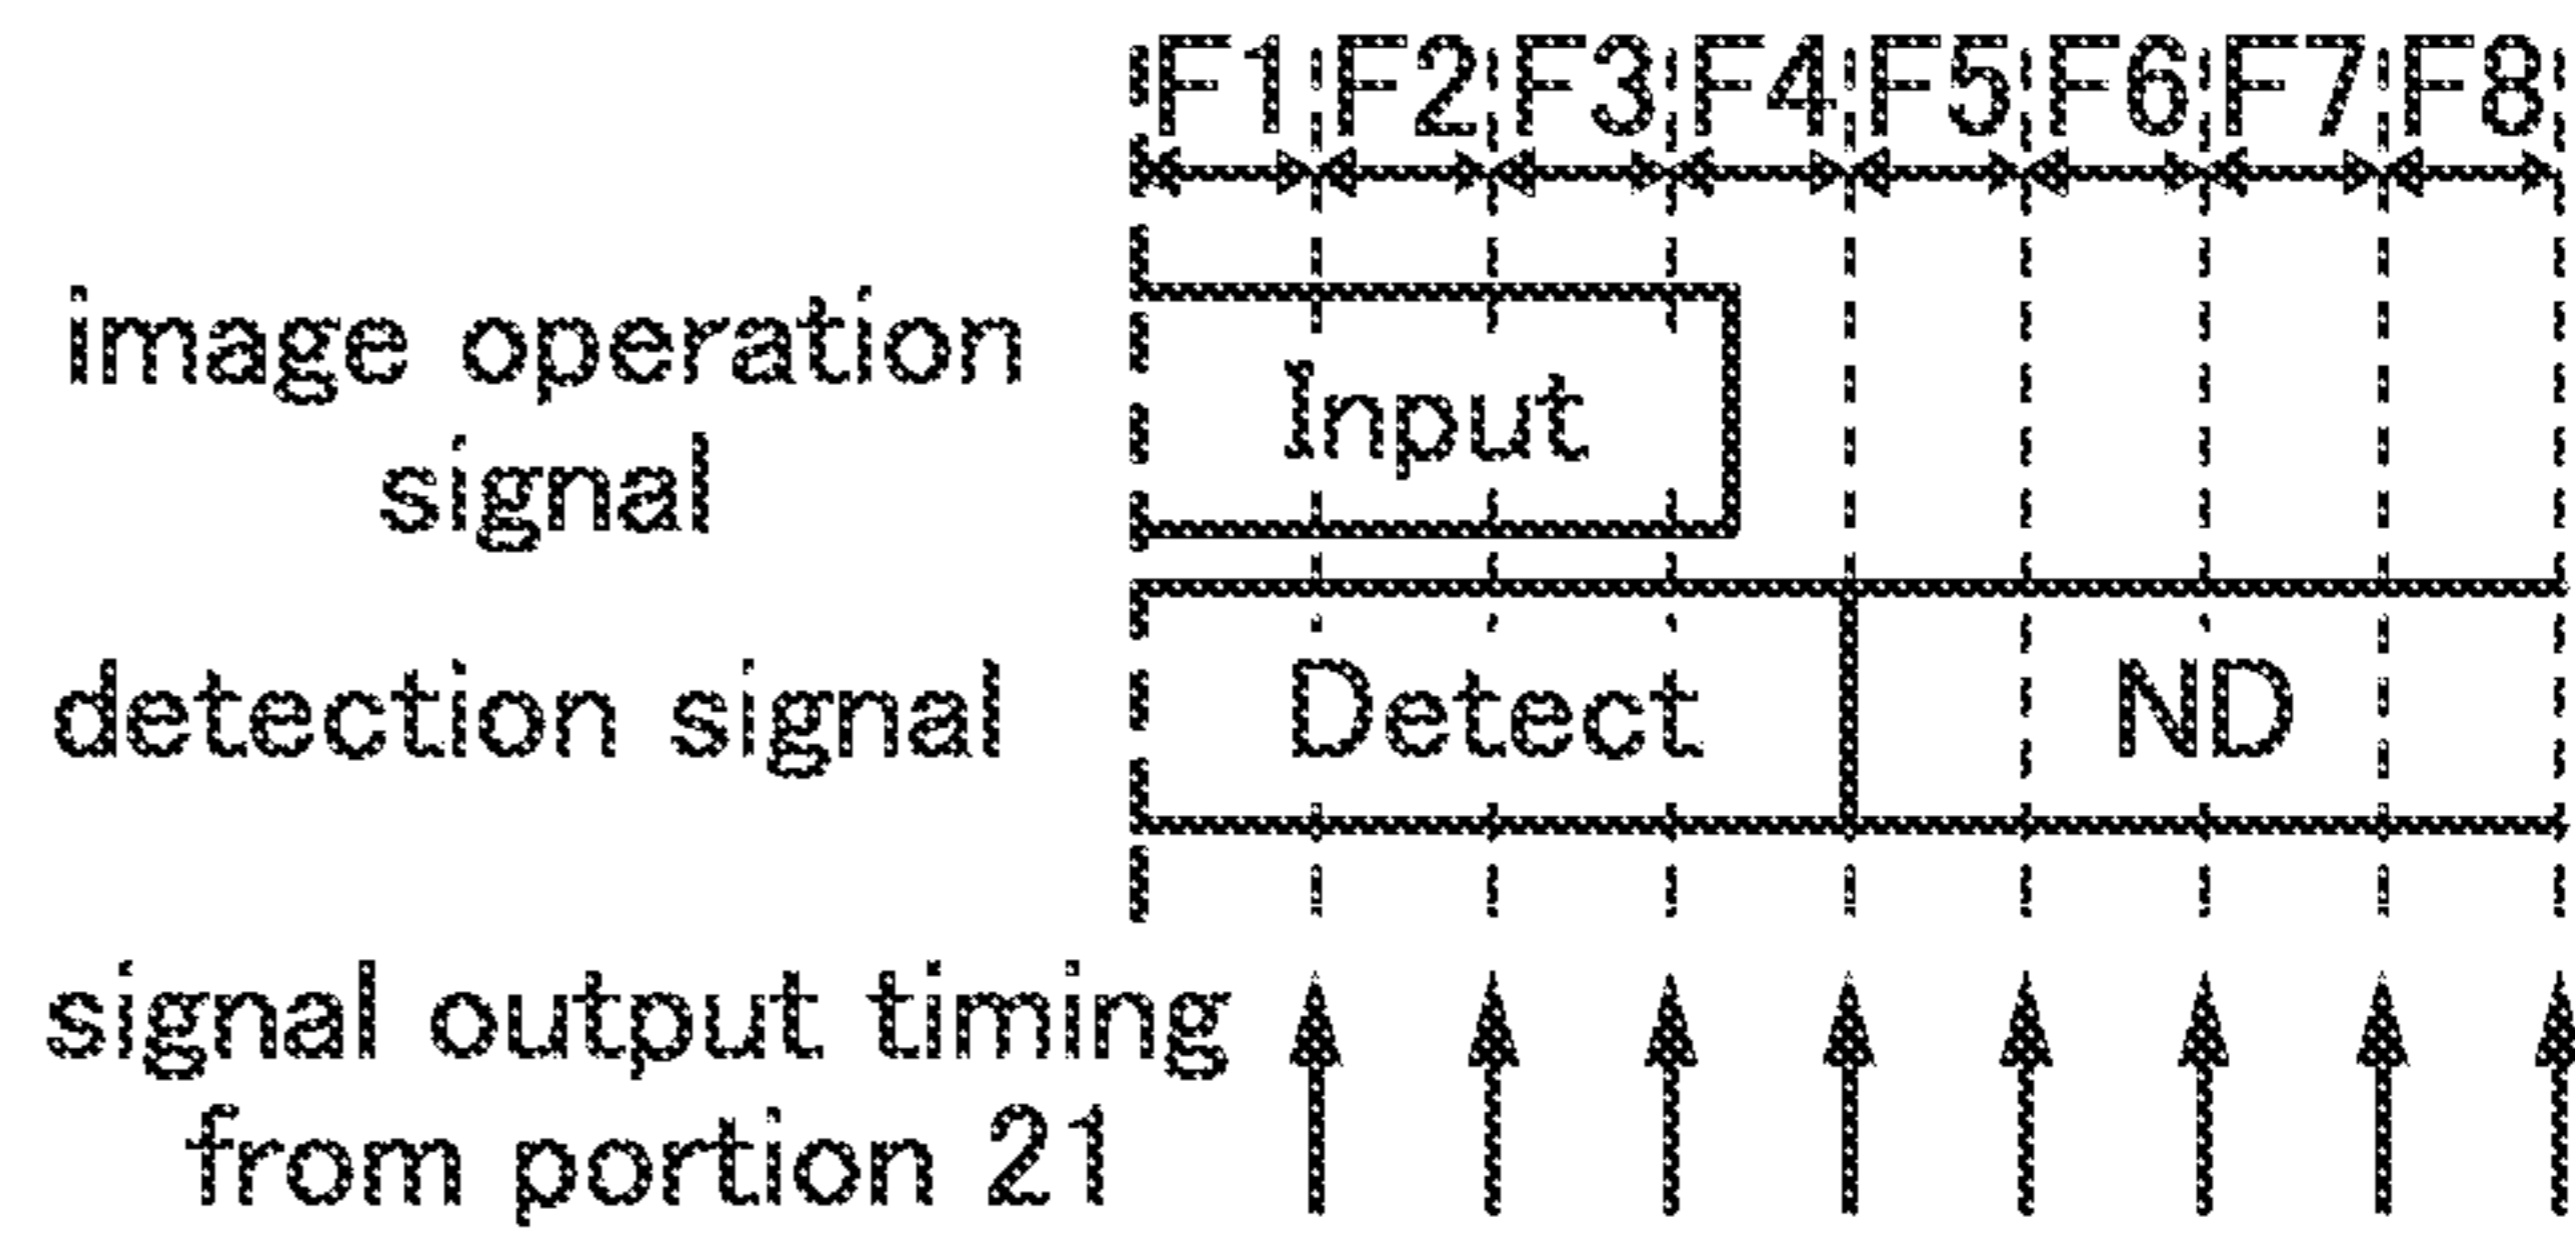 F1 F2 F3 F4 F5 F6 F7 F8
image operation
signal
Input
detection signal
Detect
ND
signal output timing
from portion 21